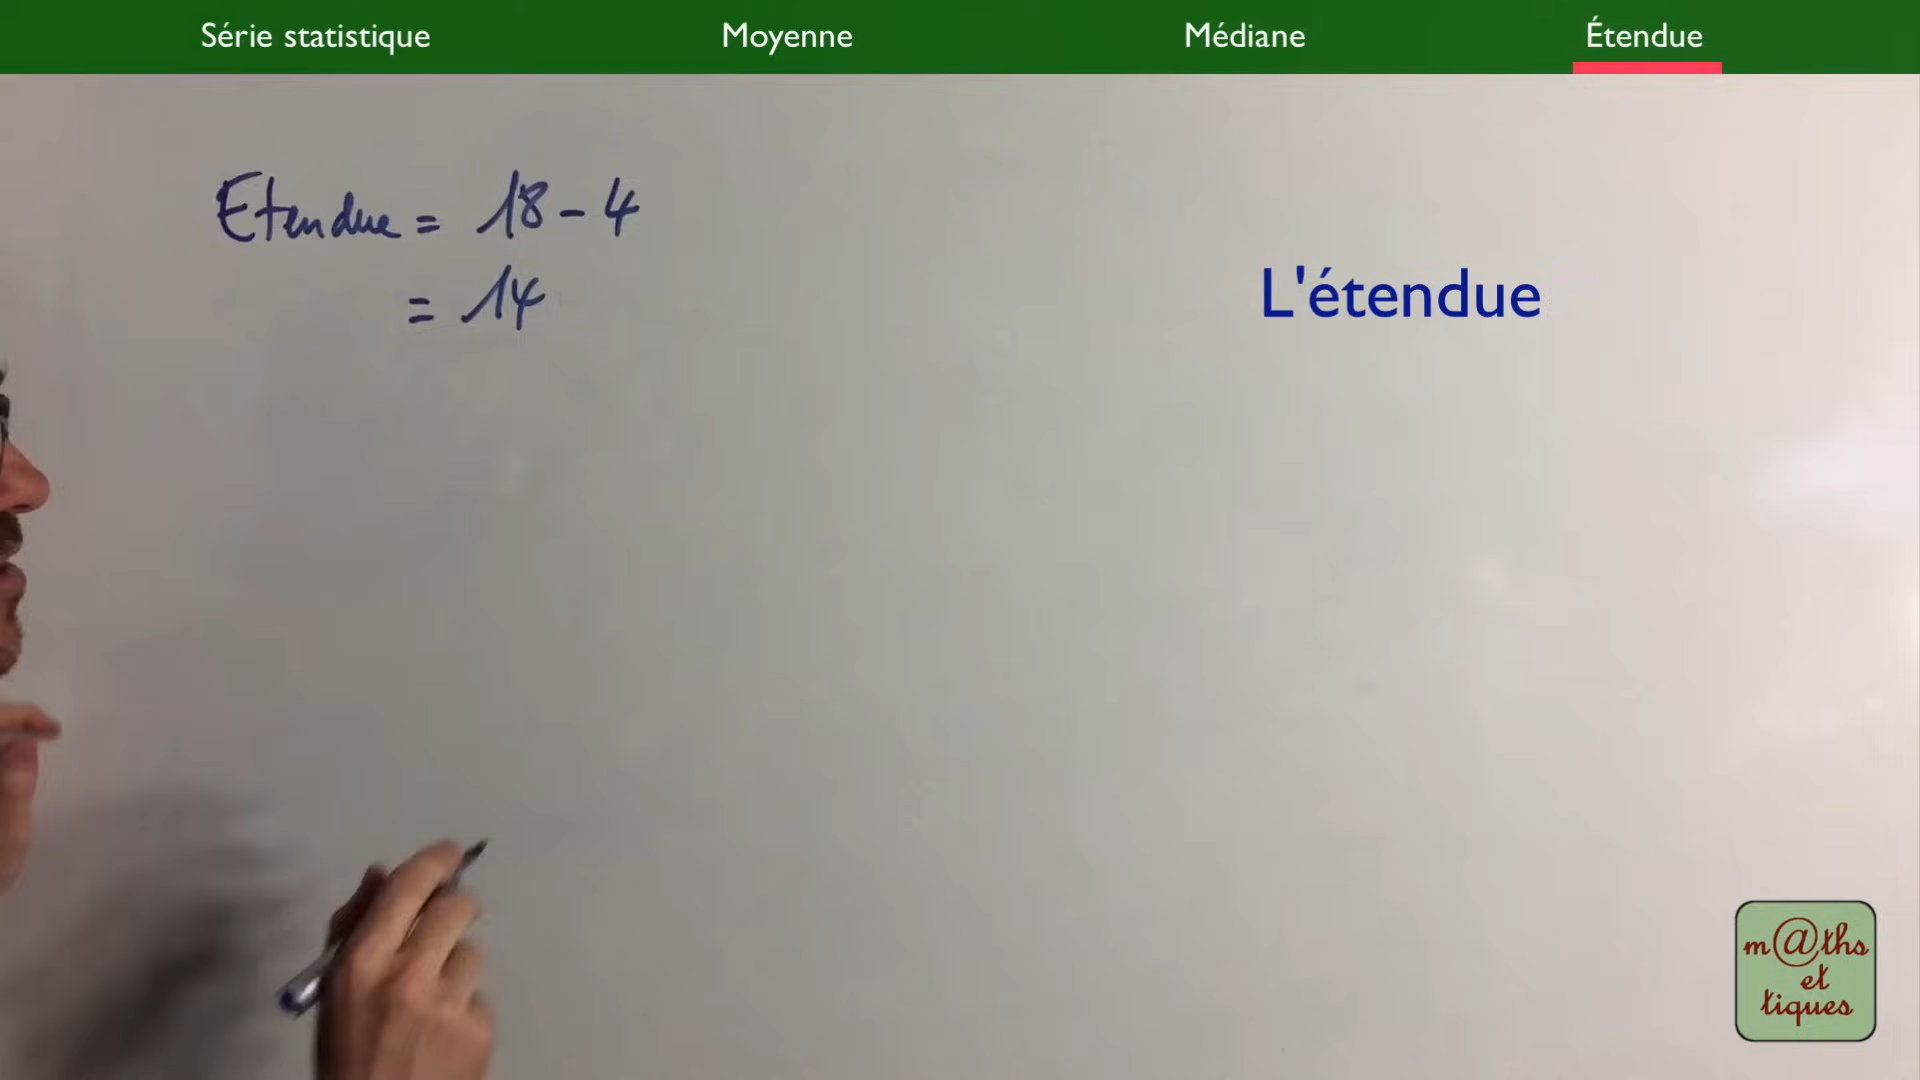 Série statistique
Moyenne
Médiane
Étendue
Etendue = 18 - 4
= 14
L'étendue
m@ths
et
tiques